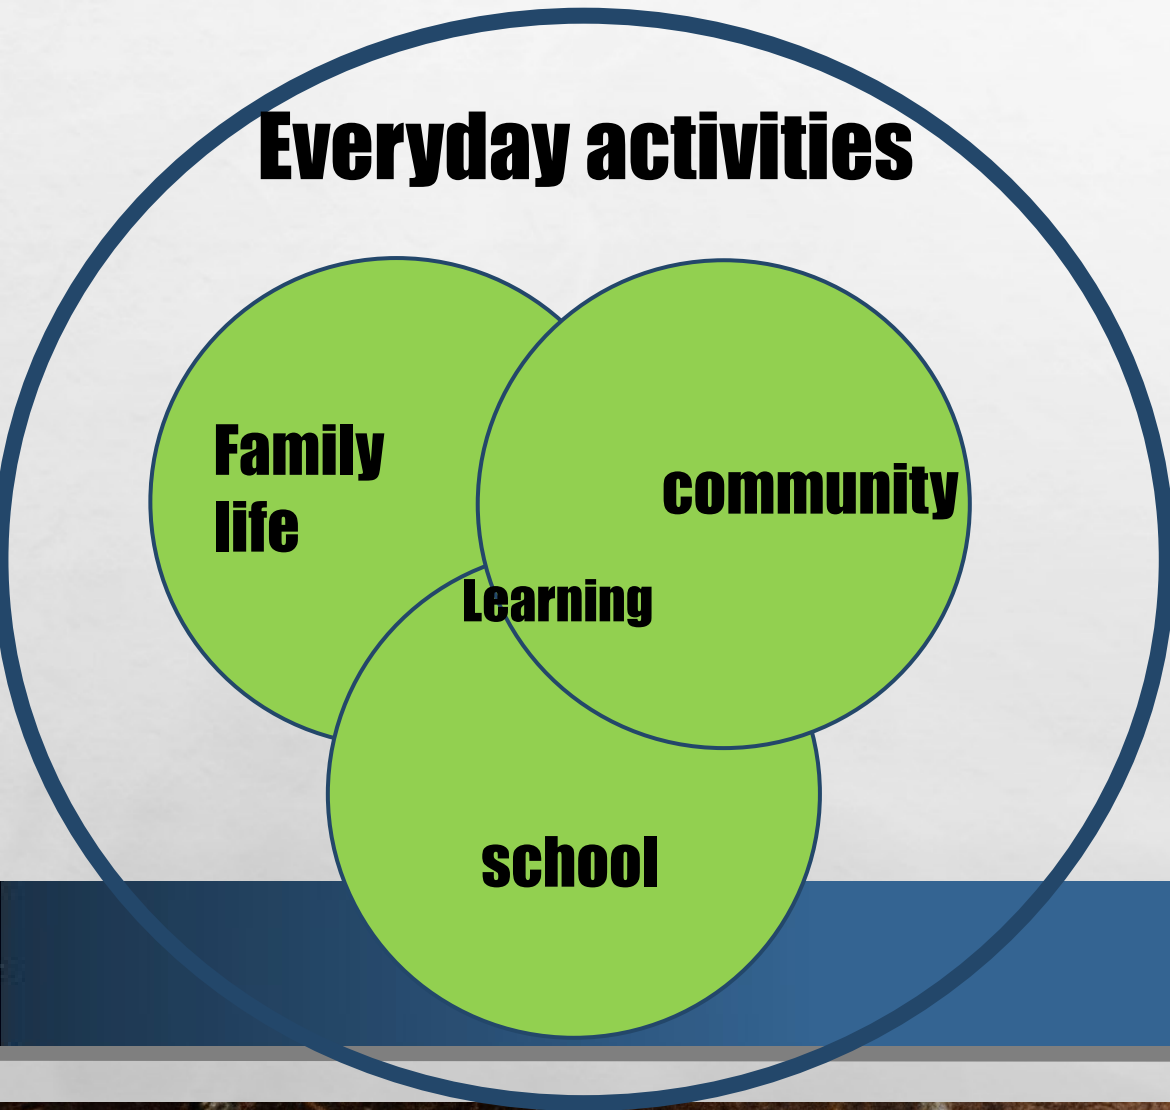 Everyday activities
Family
life
community
Learning
school